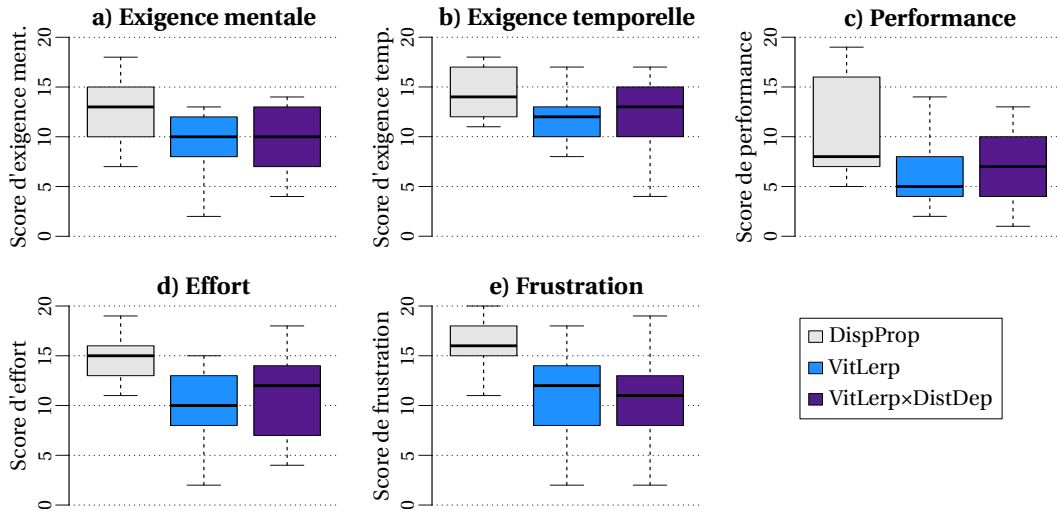 a) Exigence mentale
Score d'exigence ment.
0 5 10 15 20
b) Exigence temporelle
Score d'exigence temp.
0 5 10 15 20
c) Performance
Score de performance
0 5 10 15 20
d) Effort
Score d'effort
0 5 10 15 20
e) Frustration
Score de frustration
0 5 10 15 20
DispProp
VitLerp
VitLerp×DistDep